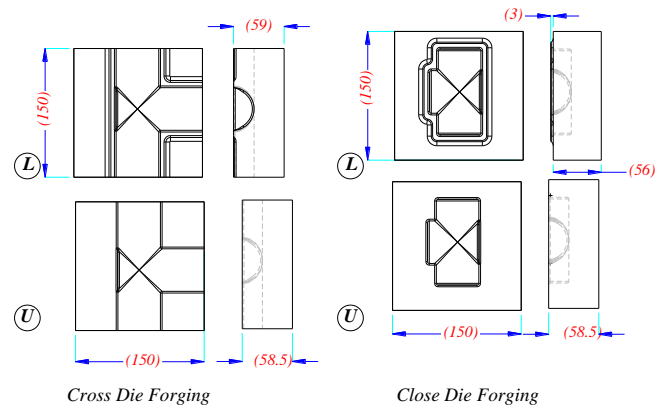 (59)
(3)
(150)
(150)
L
L
(56)
U
U
(150)
(58.5)
(150)
(58.5)
Cross Die Forging
Close Die Forging